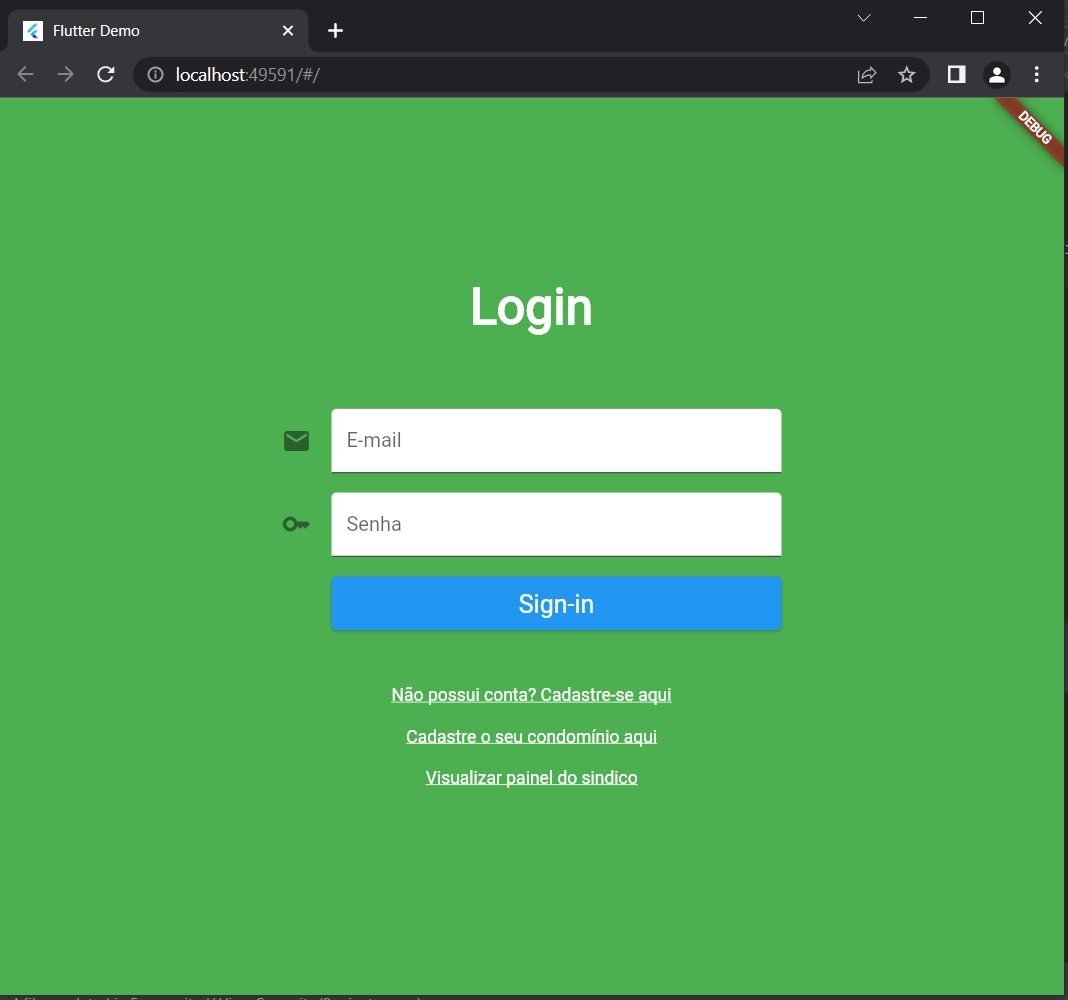 Flutter Demo
localhost:49591/#/
DEBUG
Login
E-mail
Senha
Sign-in
Não possui conta? Cadastre-se aqui
Cadastre o seu condomínio aqui
Visualizar painel do sindico